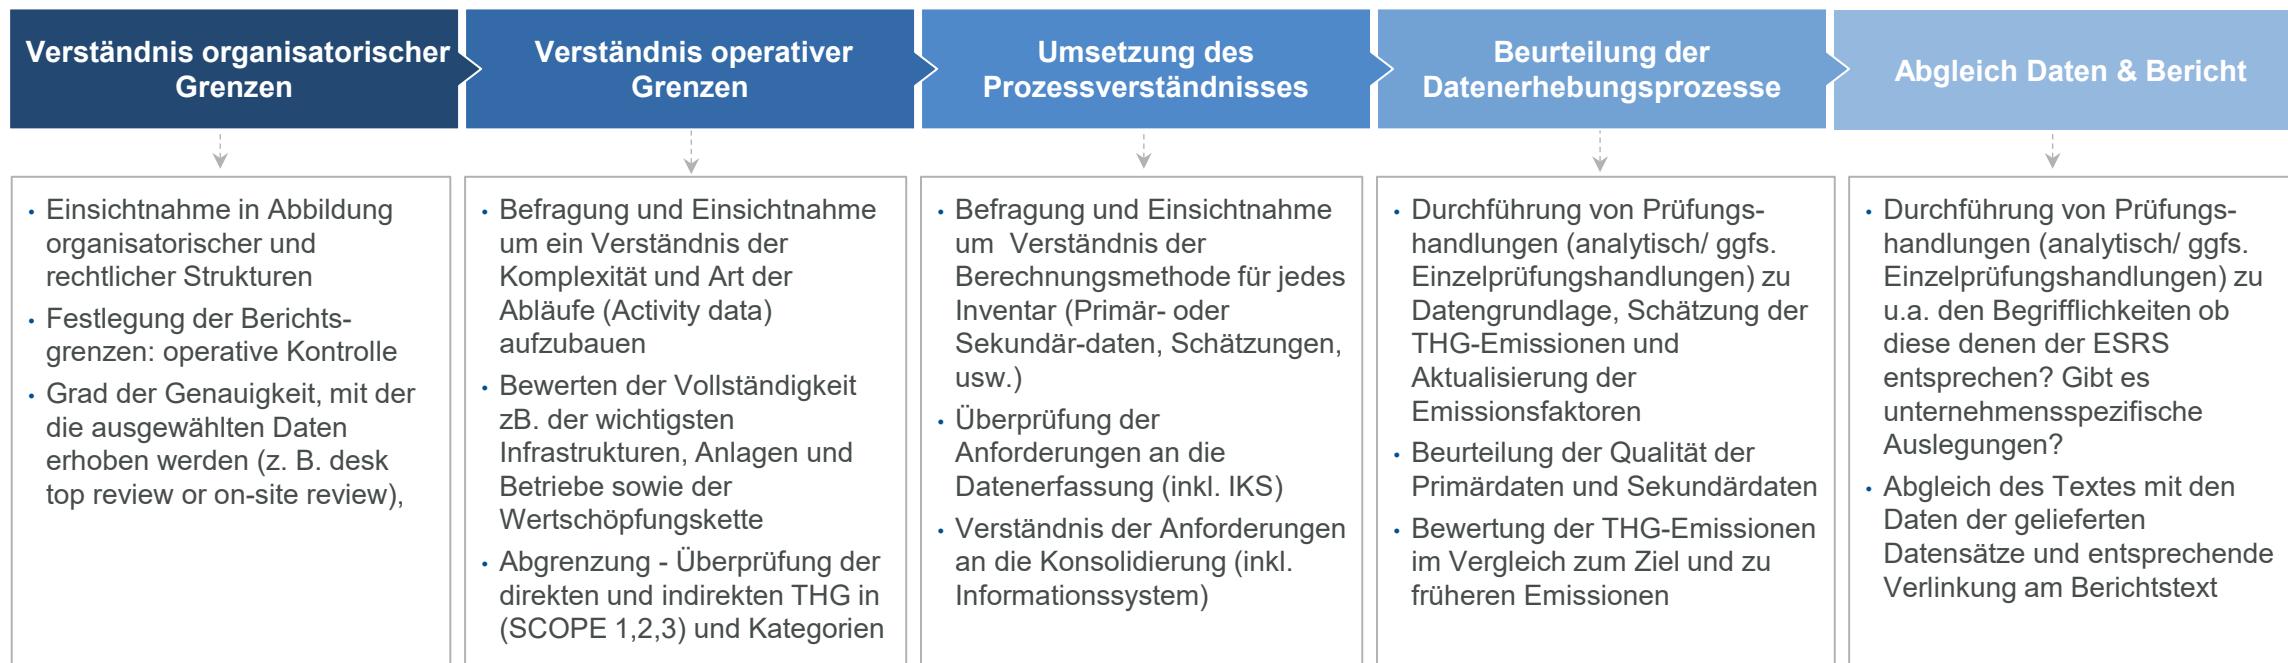 Verständnis organisatorischer
Grenzen
Verständnis operativer
Grenzen
Umsetzung des
Prozessverständnisses
Beurteilung der
Datenerhebungsprozesse
Abgleich Daten & Bericht
• Einsichtnahme in Abbildung
organisatorischer und
rechtlicher Strukturen
• Festlegung der Berichts-
grenzen: operative Kontrolle
• Grad der Genauigkeit, mit der
die ausgewählten Daten
erhoben werden (z. B. desk
top review or on-site review),
• Befragung und Einsichtnahme
um ein Verständnis der
Komplexität und Art der
Abläufe (Activity data)
aufzubauen
• Bewerten der Vollständigkeit
zB. der wichtigsten
Infrastrukturen, Anlagen und
Betriebe sowie der
Wertschöpfungskette
• Abgrenzung - Überprüfung der
direkten und indirekten THG in
(SCOPE 1,2,3) und Kategorien
• Befragung und Einsichtnahme
um  Verständnis der
Berechnungsmethode für jedes
Inventar (Primär- oder
Sekundär-daten, Schätzungen,
usw.)
• Überprüfung der
Anforderungen an die
Datenerfassung (inkl. IKS)
• Verständnis der Anforderungen
an die Konsolidierung (inkl.
Informationssystem)
• Durchführung von Prüfungs-
handlungen (analytisch/ ggfs.
Einzelprüfungshandlungen) zu
Datengrundlage, Schätzung der
THG-Emissionen und
Aktualisierung der
Emissionsfaktoren
• Beurteilung der Qualität der
Primärdaten und Sekundärdaten
• Bewertung der THG-Emissionen
im Vergleich zum Ziel und zu
früheren Emissionen
• Durchführung von Prüfungs-
handlungen (analytisch/ ggfs.
Einzelprüfungshandlungen) zu
u.a. den Begrifflichkeiten ob
diese denen der ESRS
entsprechen? Gibt es
unternehmensspezifische
Auslegungen?
• Abgleich des Textes mit den
Daten der gelieferten
Datensätze und entsprechende
Verlinkung am Berichtstext